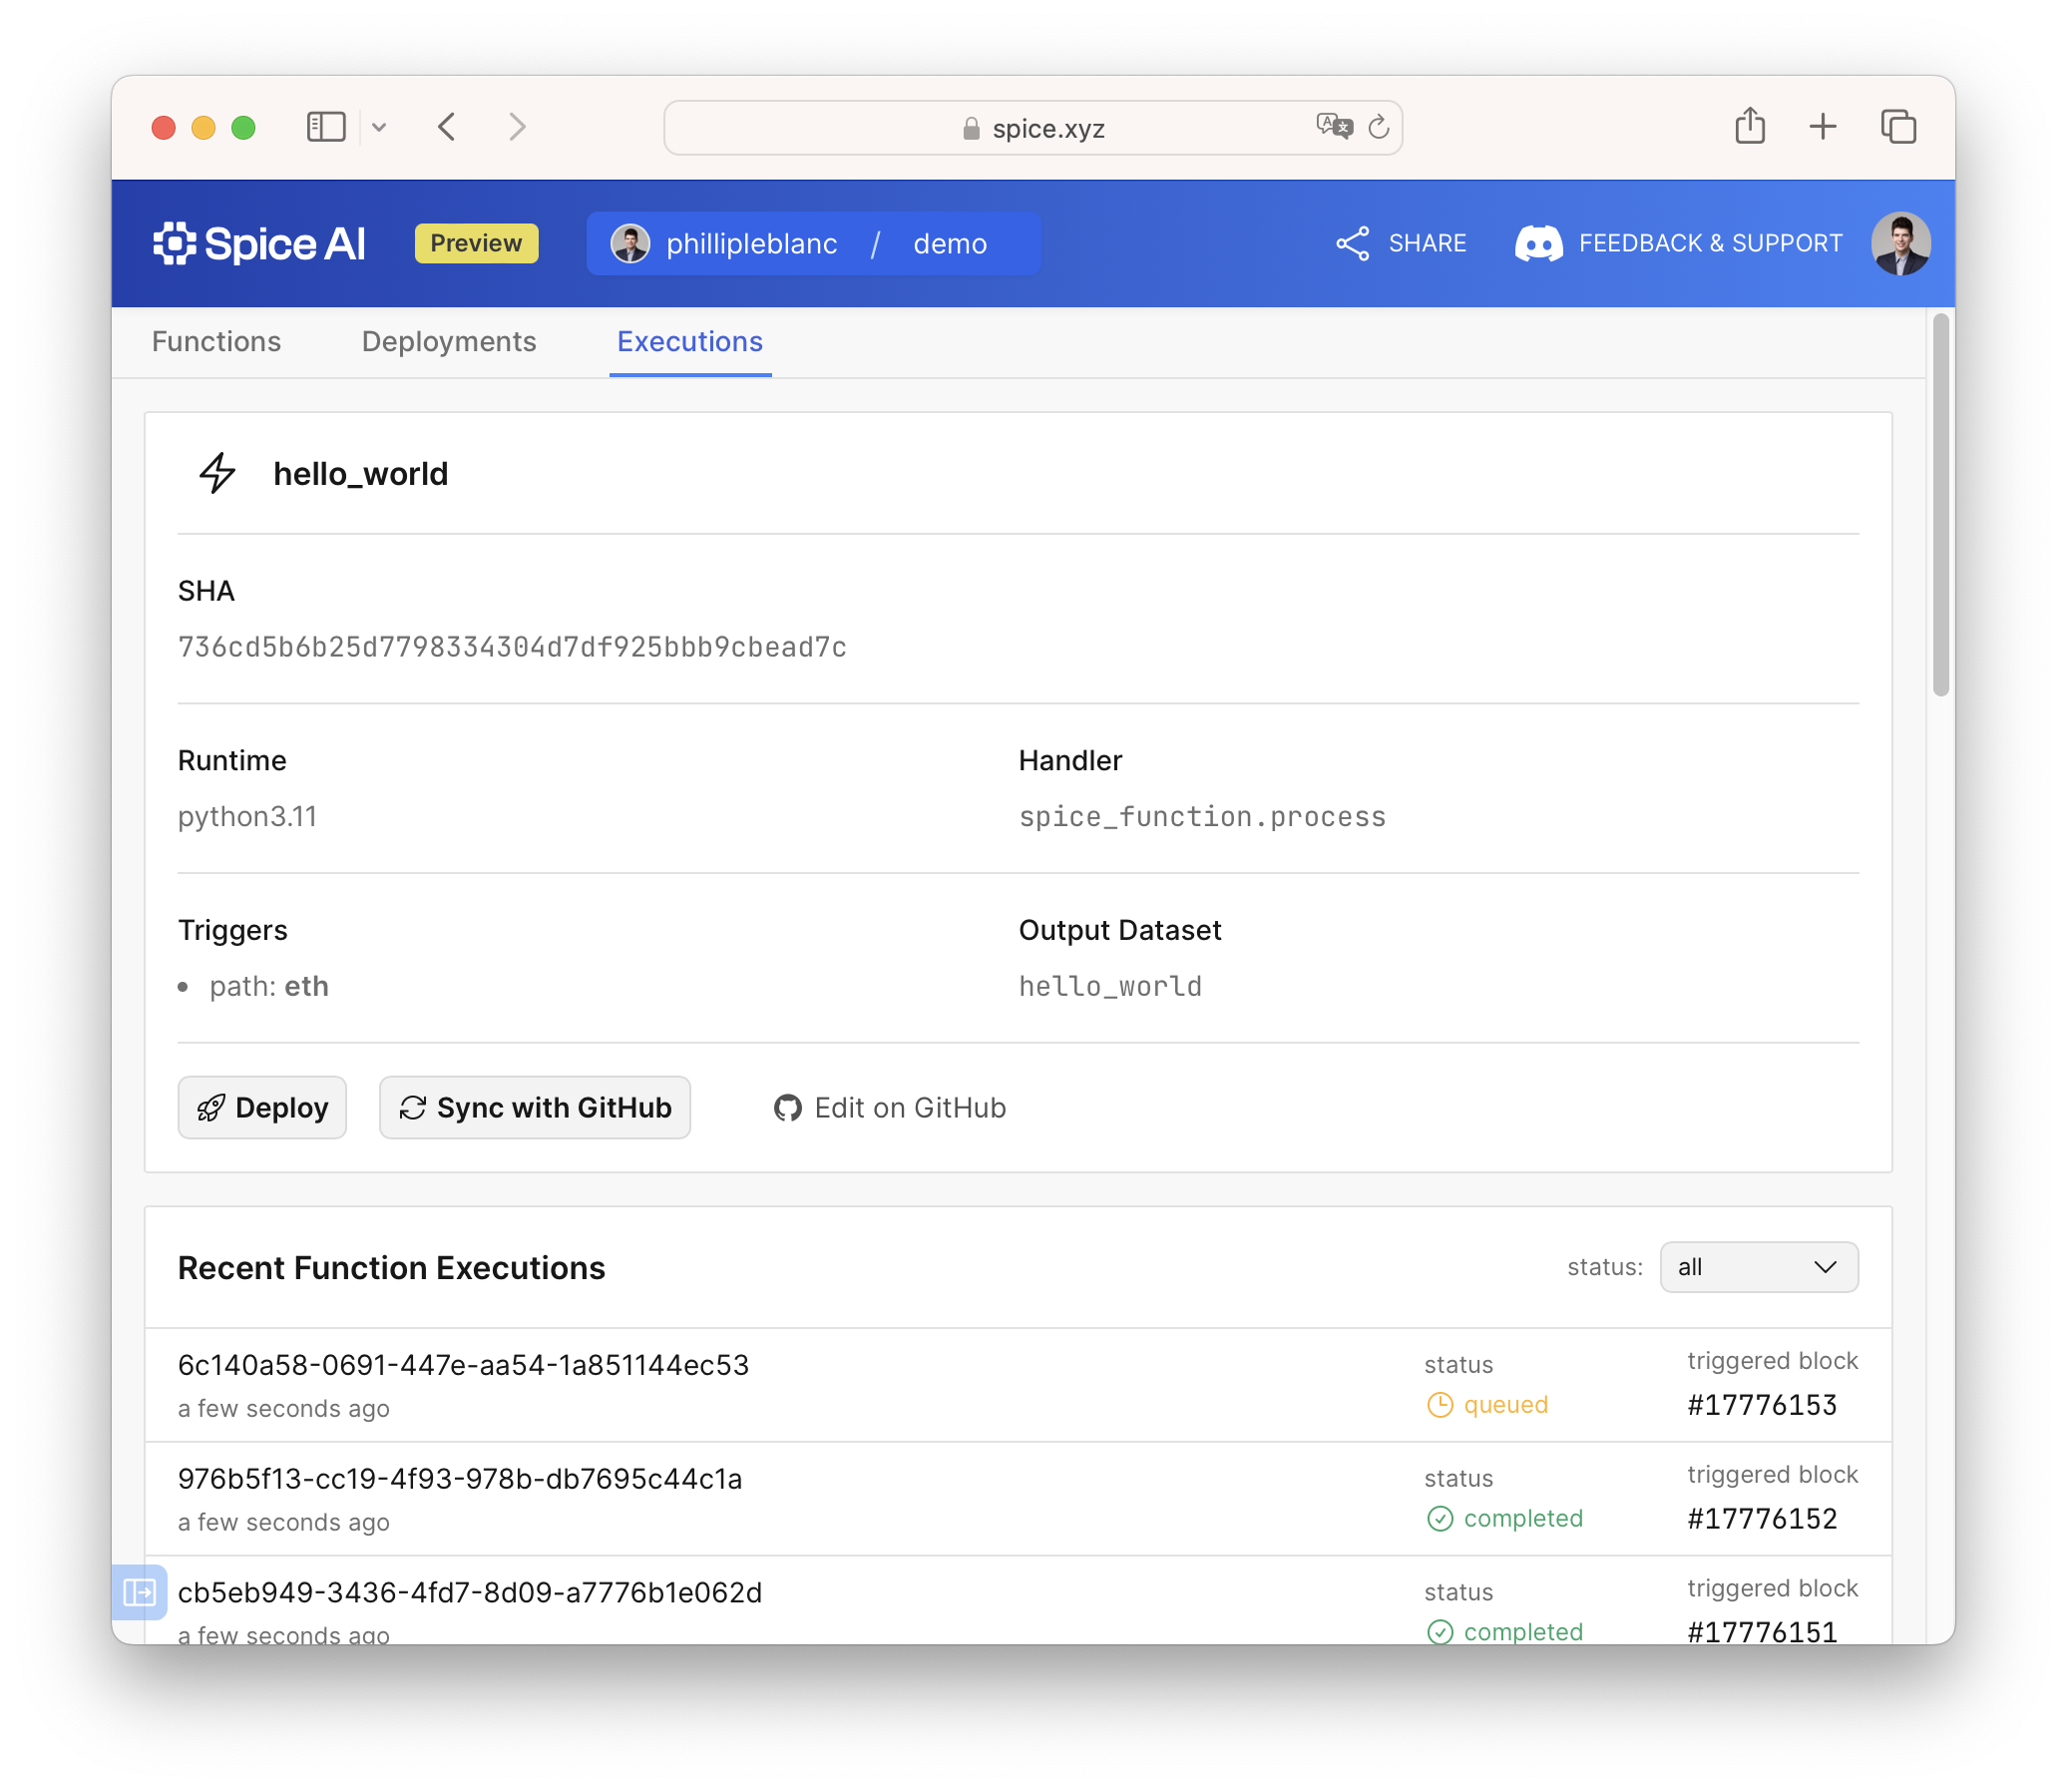 spice.xyz
Spice AI
Preview
phillipleblanc / demo
SHARE
FEEDBACK & SUPPORT
Functions
Deployments
Executions
hello_world
SHA
736cd5b6b25d7798334304d7df925bbb9cbead7c
Runtime
python3.11
Handler
spice_function.process
Triggers
• path: eth
Output Dataset
hello_world
Deploy
Sync with GitHub
Edit on GitHub
Recent Function Executions
status:
all
6c140a58-0691-447e-aa54-1a851144ec53
a few seconds ago
status
queued
triggered block
#17776153
976b5f13-cc19-4f93-978b-db7695c44c1a
a few seconds ago
status
completed
triggered block
#17776152
cb5eb949-3436-4fd7-8d09-a7776b1e062d
a few seconds ago
status
completed
triggered block
#17776151